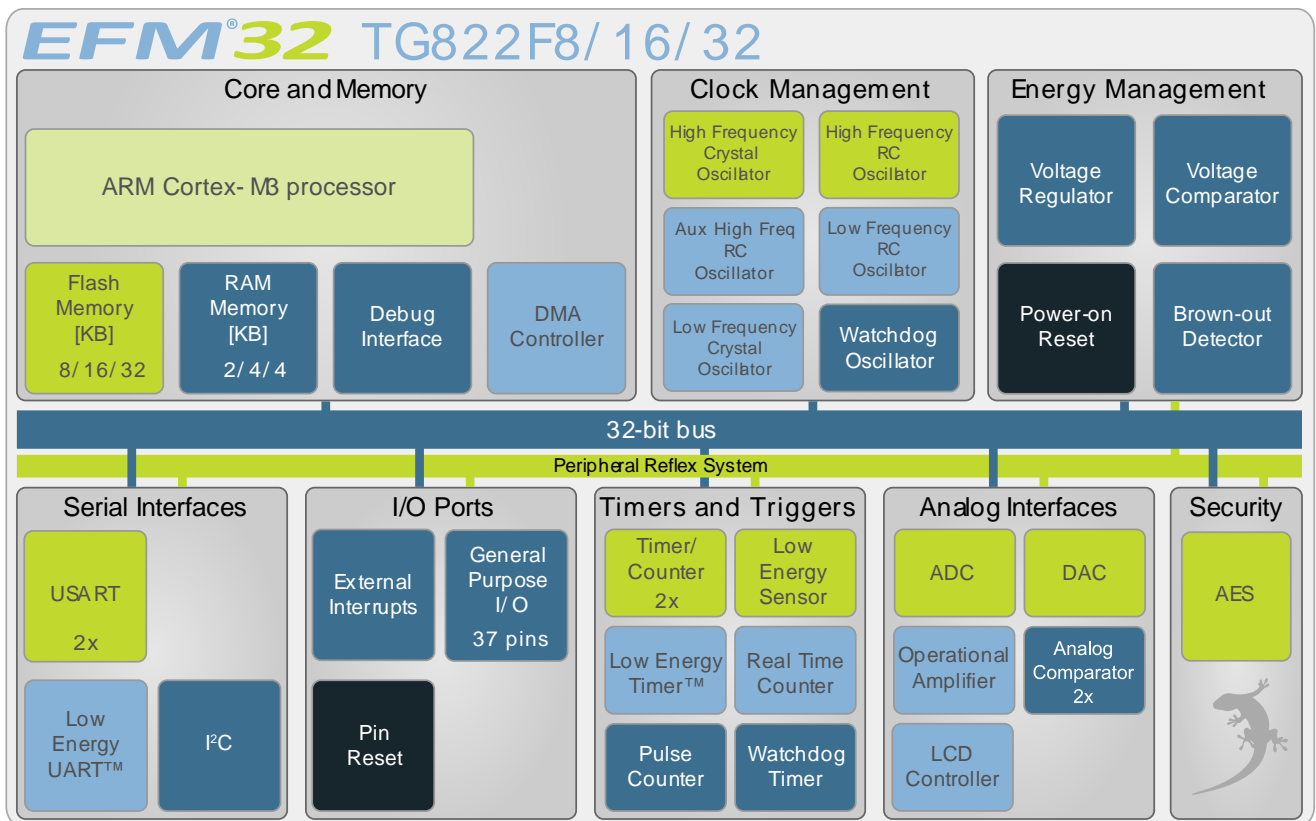 EFM®32 TG822F8/16/32
Core and Memory
ARM Cortex-M3 processor
Flash
Memory
[KB]
8/16/32
RAM
Memory
[KB]
2/4/4
Debug
Interface
DMA
Controller
Clock Management
High Frequency
Crystal
Oscillator
High Frequency
RC
Oscillator
Aux High Freq
RC
Oscillator
Low Frequency
RC
Oscillator
Low Frequency
Crystal
Oscillator
Watchdog
Oscillator
Energy Management
Voltage
Regulator
Voltage
Comparator
Power-on
Reset
Brown-out
Detector
32-bit bus
Peripheral Reflex System
Serial Interfaces
USART
2x
Low
Energy
UART™
I²C
I/O Ports
External
Interrupts
General
Purpose
I/O
37 pins
Pin
Reset
Timers and Triggers
Timer/
Counter
2x
Low
Energy
Sensor
Low Energy
Timer™
Real Time
Counter
Pulse
Counter
Watchdog
Timer
Analog Interfaces
ADC
DAC
Operational
Amplifier
Analog
Comparator
2x
LCD
Controller
Security
AES